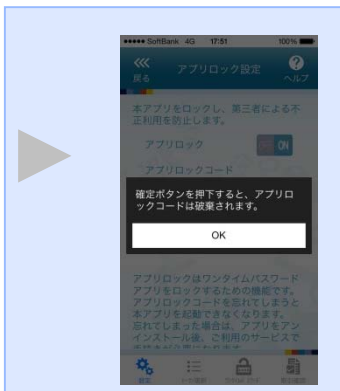 SoftBank 4G 17:51 100%
戻る アプリロック設定 ? ヘルプ
本アプリをロックし、第三者による不
正利用を防止します。
アプリロック ON
アプリロックコード
確定ボタンを押下すると、アプリロ
ックコードは破棄されます。
OK
アプリロックはワンタイムパスワード
アプリをロックするための機能です。
アプリロックコードを忘れてしまうと
本アプリを起動できなくなります。
忘れてしまった場合は、アプリをアン
インストール後、ご利用のサービスで
設定